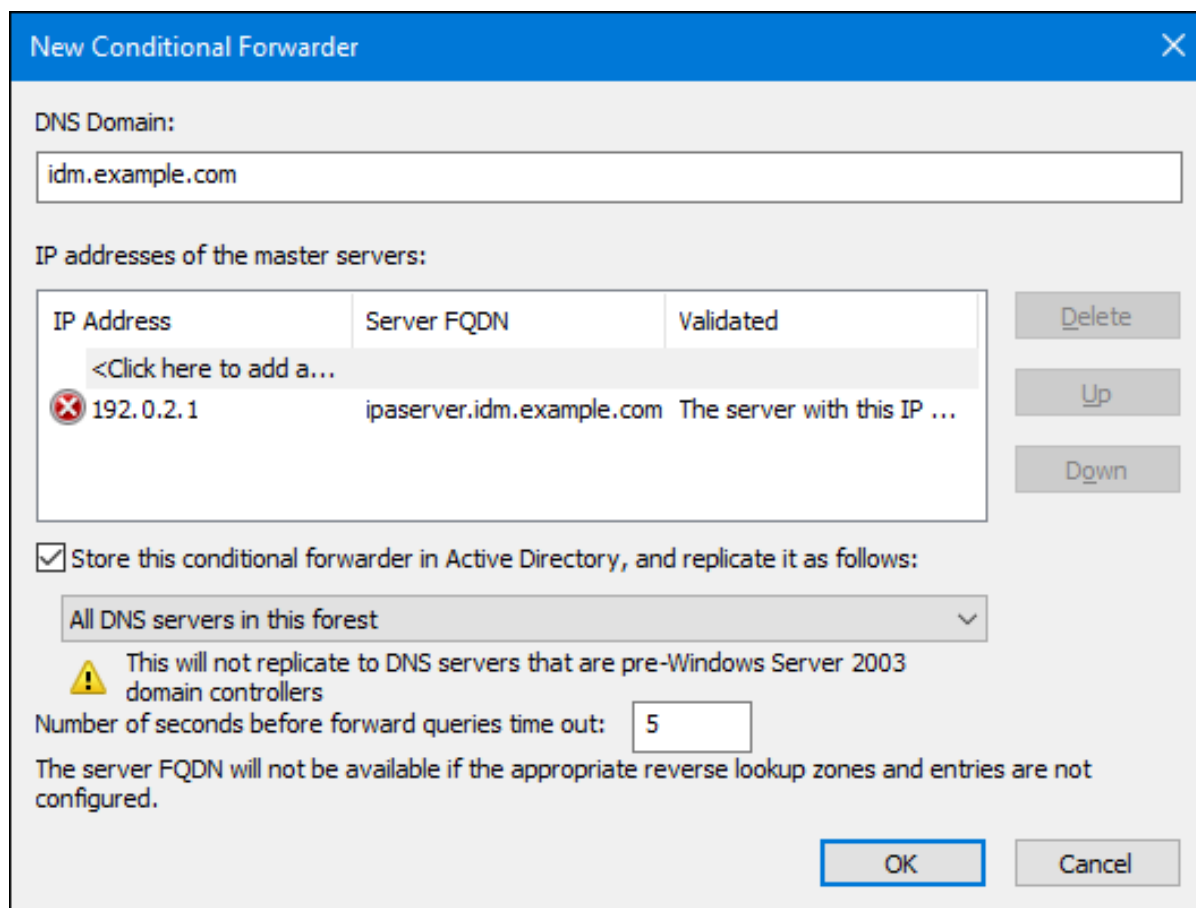 New Conditional Forwarder
DNS Domain:
idm.example.com
IP addresses of the master servers:
IP Address Server FQDN Validated
<Click here to add a...
192.0.2.1 ipaserver.idm.example.com The server with this IP ...
Delete
Up
Down
Store this conditional forwarder in Active Directory, and replicate it as follows:
All DNS servers in this forest
This will not replicate to DNS servers that are pre-Windows Server 2003
domain controllers
Number of seconds before forward queries time out: 5
The server FQDN will not be available if the appropriate reverse lookup zones and entries are not
configured.
OK Cancel